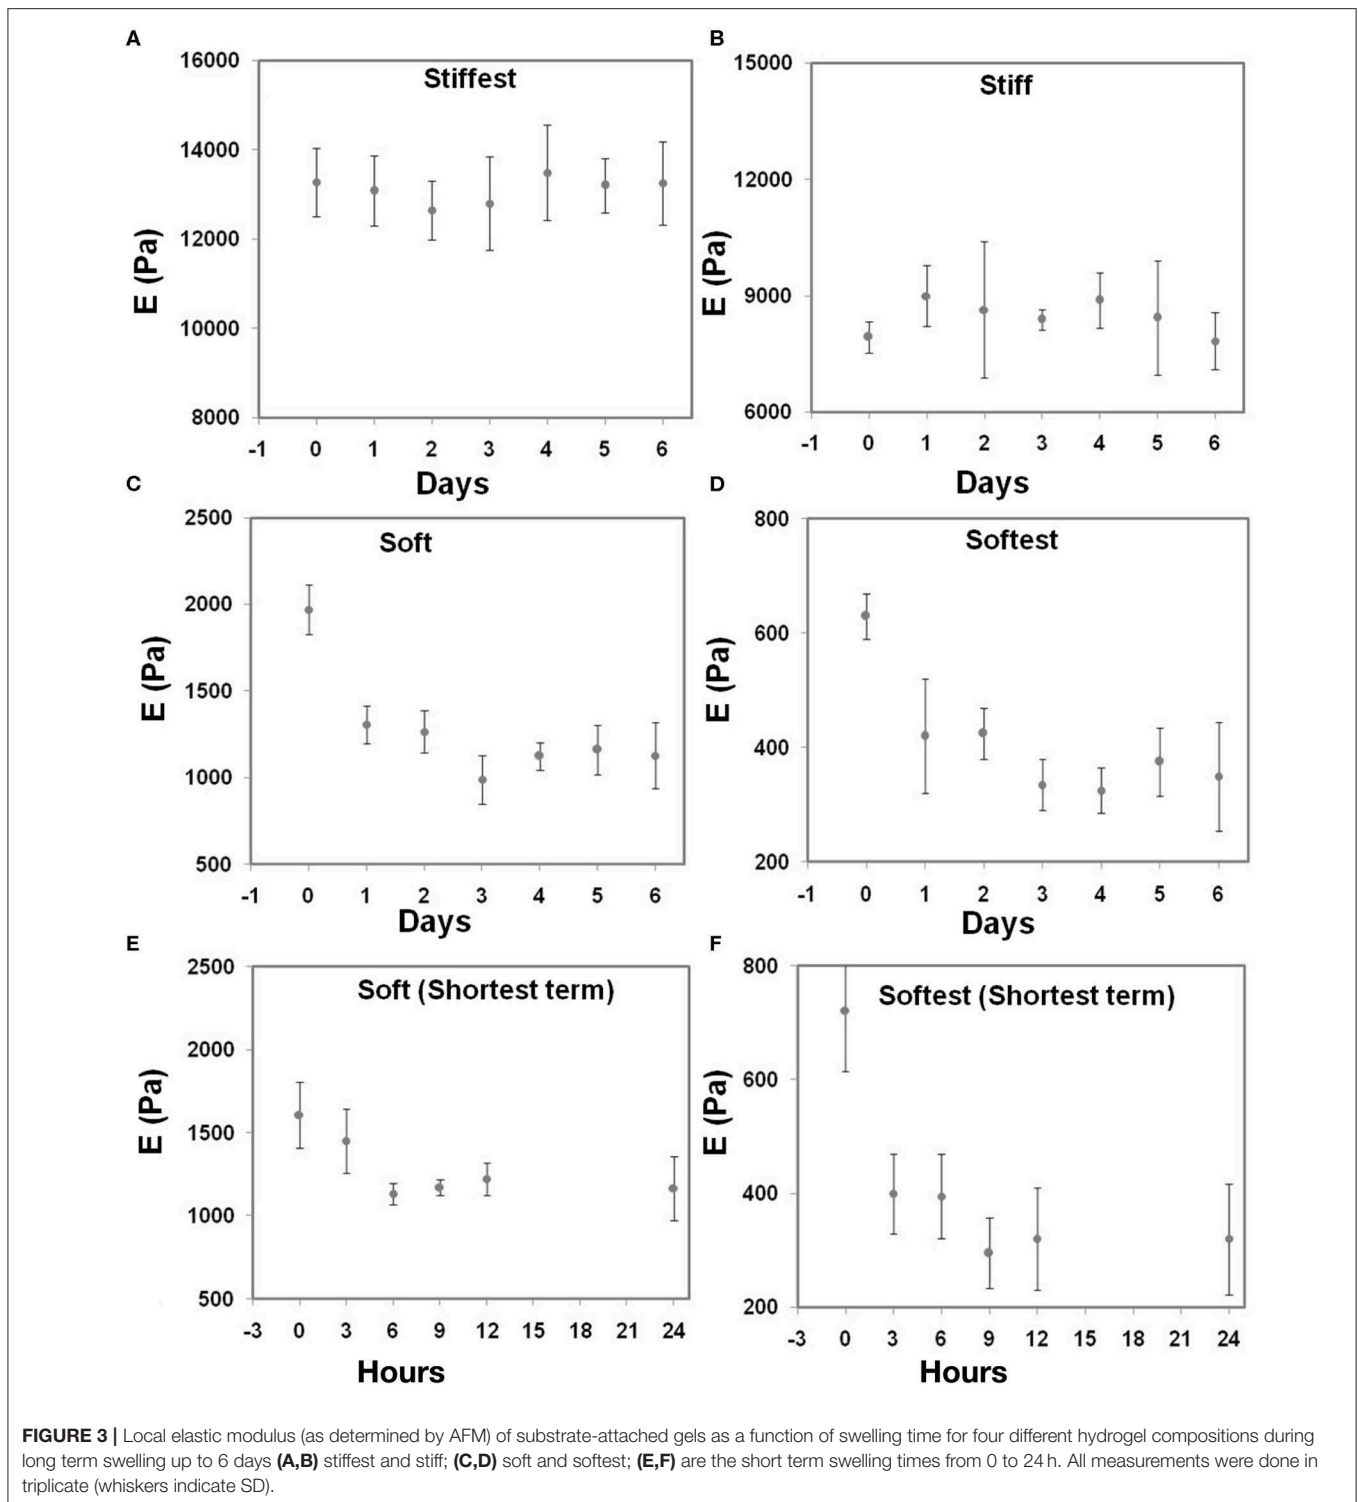 A
Stiffest
16000
14000
12000
10000
8000
E (Pa)
-1 0 1 2 3 4 5 6
Days
B
Stiff
15000
12000
9000
6000
E (Pa)
-1 0 1 2 3 4 5 6
Days
C
Soft
2500
2000
1500
1000
500
E (Pa)
-1 0 1 2 3 4 5 6
Days
D
Softest
800
600
400
200
E (Pa)
-1 0 1 2 3 4 5 6
Days
E
Soft (Shortest term)
2500
2000
1500
1000
500
E (Pa)
-3 0 3 6 9 12 15 18 21 24
Hours
F
Softest (Shortest term)
800
600
400
200
E (Pa)
-3 0 3 6 9 12 15 18 21 24
Hours
FIGURE 3 | Local elastic modulus (as determined by AFM) of substrate-attached gels as a function of swelling time for four different hydrogel compositions during
long term swelling up to 6 days (A,B) stiffest and stiff; (C,D) soft and softest; (E,F) are the short term swelling times from 0 to 24 h. All measurements were done in
triplicate (whiskers indicate SD).